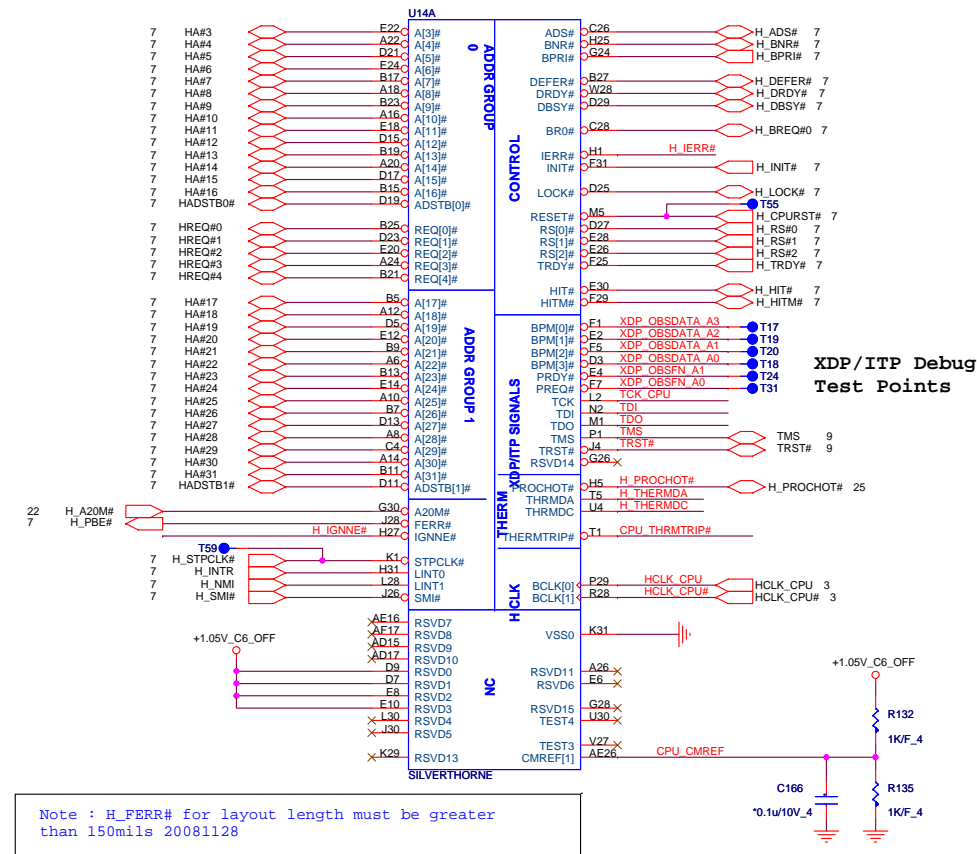 U14A
7 HA#3 E22 A[3]# ADS# C26 H_ADS# 7
7 HA#4 A22 A[4]# BNR# H25 H_BNR# 7
7 HA#5 D21 A[5]# BPRI# G24 H_BPRI# 7
7 HA#6 E24 A[6]#
7 HA#7 B17 A[7]# DEFER# B27 H_DEFER# 7
7 HA#8 A18 A[8]# DRDY# W28 H_DRDY# 7
7 HA#9 B23 A[9]# DBSY# D29 H_DBSY# 7
7 HA#10 A16 A[10]#
7 HA#11 E18 A[11]# BR0# C28 H_BREQ#0 7
7 HA#12 D15 A[12]#
7 HA#13 B19 A[13]# IERR# H1 H_IERR#
7 HA#14 A20 A[14]# INIT# F31 H_INIT# 7
7 HA#15 D17 A[15]#
7 HA#16 B15 A[16]# LOCK# D25 H_LOCK# 7
7 HADSTB0# D19 ADSTB[0]# T55
RESET# M5 H_CPURST# 7
7 HREQ#0 B25 REQ[0]# RS[0]# D27 H_RS#0 7
7 HREQ#1 D23 REQ[1]# RS[1]# E28 H_RS#1 7
7 HREQ#2 E20 REQ[2]# RS[2]# E26 H_RS#2 7
7 HREQ#3 A24 REQ[3]# TRDY# F25 H_TRDY# 7
7 HREQ#4 B21 REQ[4]#
ADDR GROUP 0
CONTROL
HIT# E30 H_HIT# 7
7 HA#17 B5 A[17]# HITM# F29 H_HITM# 7
7 HA#18 A12 A[18]#
7 HA#19 D5 A[19]# BPM[0]# F1 XDP_OBSDATA_A3 T17
7 HA#20 E12 A[20]# BPM[1]# E2 XDP_OBSDATA_A2 T19
7 HA#21 B9 A[21]# BPM[2]# F5 XDP_OBSDATA_A1 T20
7 HA#22 A6 A[22]# BPM[3]# D3 XDP_OBSDATA_A0 T18
7 HA#23 B13 A[23]# PRDY# E4 XDP_OBSFN_A1 T24
7 HA#24 E14 A[24]# PREQ# F7 XDP_OBSFN_A0 T31
7 HA#25 A10 A[25]# TCK L2 TCK_CPU
7 HA#26 B7 A[26]# TDI N2 TDI
7 HA#27 D13 A[27]# TDO M1 TDO
7 HA#28 A8 A[28]# TMS P1 TMS TMS 9
7 HA#29 C4 A[29]# TRST# J4 TRST# TRST# 9
7 HA#30 A14 A[30]# RSVD14 G26
7 HA#31 B11 A[31]#
7 HADSTB1# D11 ADSTB[1]# PROCHOT# H5 H_PROCHOT# H_PROCHOT# 25
ADDR GROUP 1
XDP/ITP SIGNALS
XDP/ITP Debug
Test Points
THRMDA T5 H_THERMDA
22 H_A20M# G30 A20M# THRMDC U4 H_THERMDC
7 H_PBE# J28 FERR#
H_IGNNE# H27 IGNNE# THERMTRIP# T1 CPU_THRMTRIP#
THERM
T59
7 H_STPCLK# K1 STPCLK#
7 H_INTR H31 LINT0
7 H_NMI L28 LINT1 BCLK[0] P29 HCLK_CPU HCLK_CPU 3
7 H_SMI# J26 SMI# BCLK[1] R28 HCLK_CPU# HCLK_CPU# 3
H CLK
AE16 RSVD7
AF17 RSVD8 VSS0 K31
AD15 RSVD9
AD17 RSVD10
+1.05V_C6_OFF
D9 RSVD0 RSVD11 A26
D7 RSVD1 RSVD6 E6
E8 RSVD2
E10 RSVD3 RSVD15 G28
L30 RSVD4 TEST4 U30
J30 RSVD5
TEST3 V27
K29 RSVD13 CMREF[1] AE26 CPU_CMREF
NC
SILVERTHORNE
+1.05V_C6_OFF
R132
1K/F_4
C166
*0.1u/10V_4
R135
1K/F_4
Note : H_FERR# for layout length must be greater
than 150mils 20081128